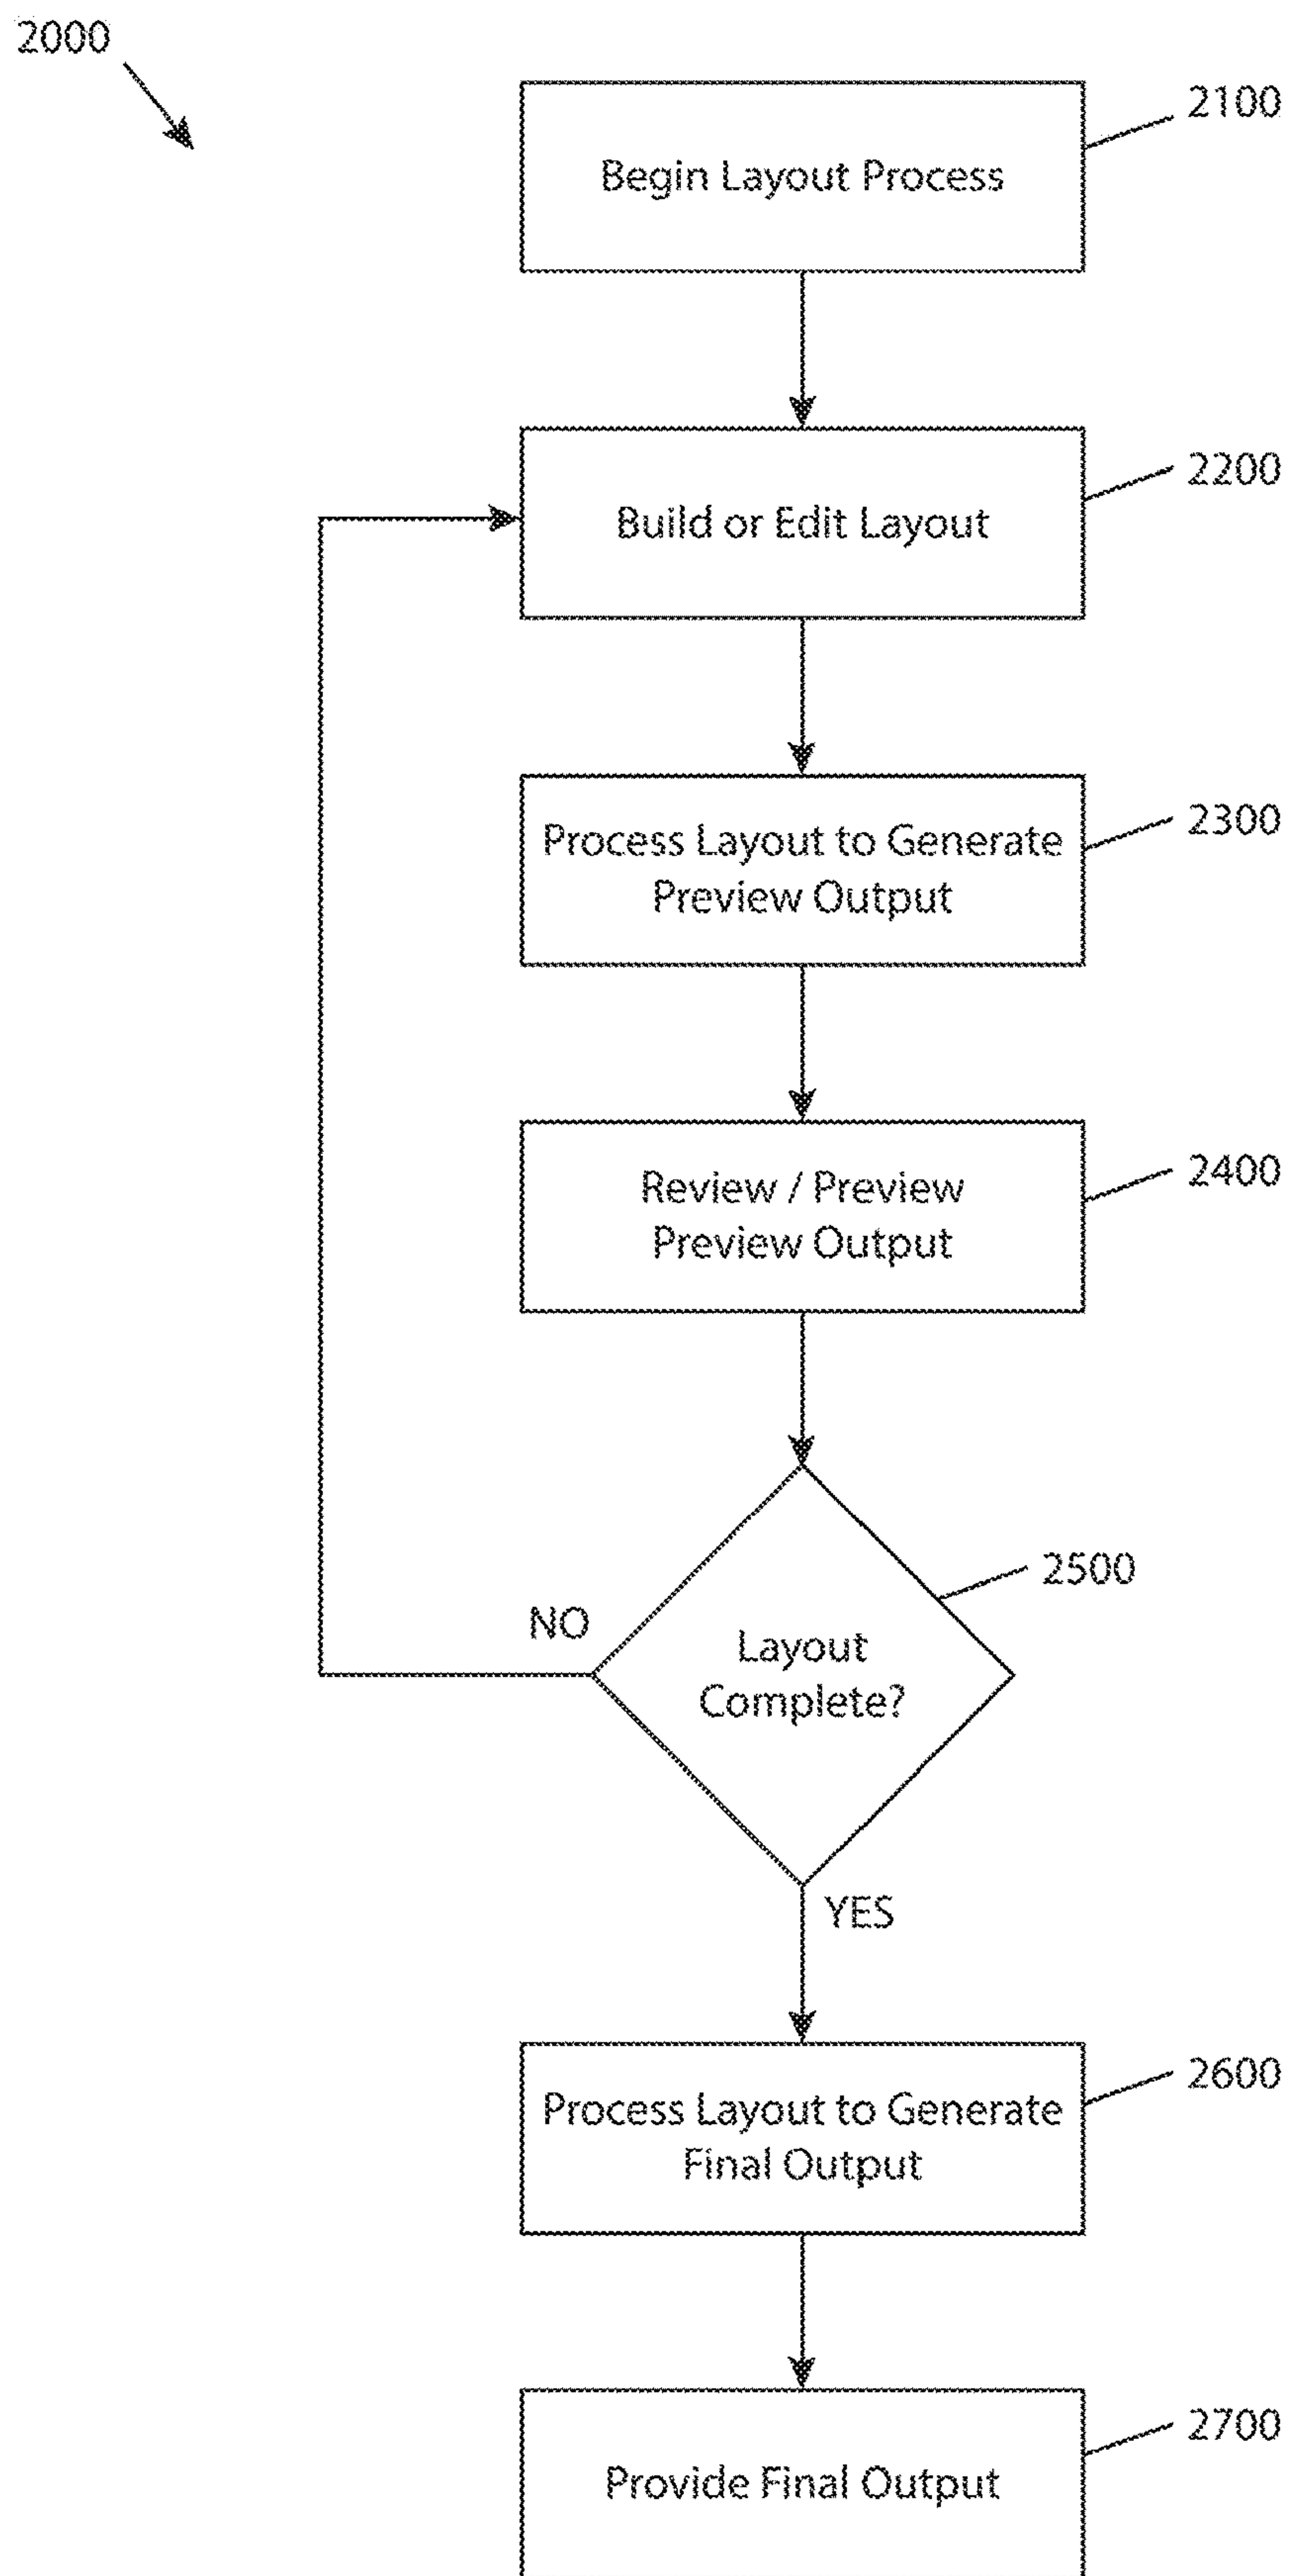 2000
2100
Begin Layout Process
2200
Build or Edit Layout
2300
Process Layout to Generate
Preview Output
2400
Review / Preview
Preview Output
2500
NO
Layout
Complete?
YES
2600
Process Layout to Generate
Final Output
2700
Provide Final Output